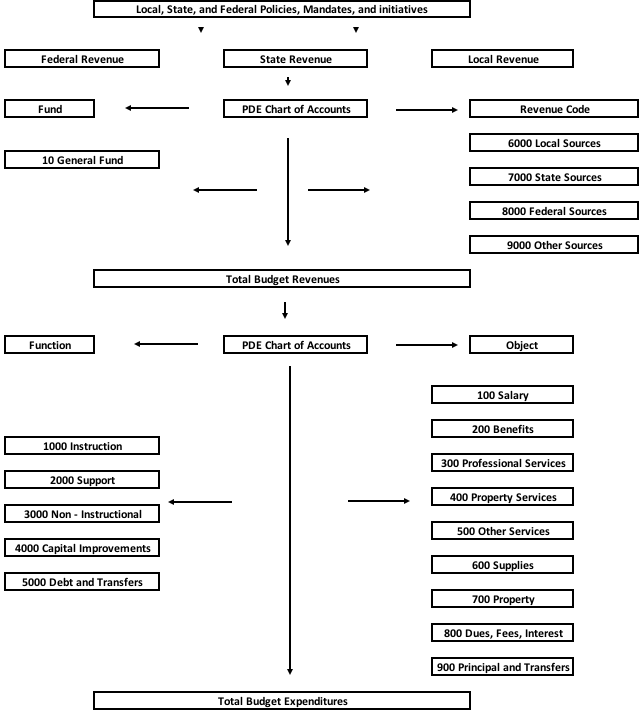 Local, State, and Federal Policies, Mandates, and initiatives
Federal Revenue
State Revenue
Local Revenue
Fund
PDE Chart of Accounts
Revenue Code
10 General Fund
6000 Local Sources
7000 State Sources
8000 Federal Sources
9000 Other Sources
Total Budget Revenues
Function
PDE Chart of Accounts
Object
1000 Instruction
2000 Support
3000 Non - Instructional
4000 Capital Improvements
5000 Debt and Transfers
100 Salary
200 Benefits
300 Professional Services
400 Property Services
500 Other Services
600 Supplies
700 Property
800 Dues, Fees, Interest
900 Principal and Transfers
Total Budget Expenditures